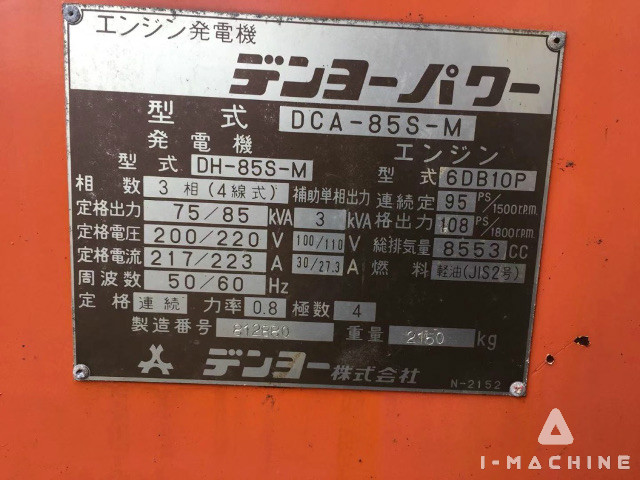 エンジン発電機
デンヨーパワー
型式 DCA-85S-M
発電機
型式 DH-85S-M
相数 3相(4線式)
定格出力 75/85 kVA
定格電圧 200/220 V
定格電流 217/223 A
周波数 50/60 Hz
補助単相出力
3 kVA
100/110 V
30/27.3 A
エンジン
型式 6DB10P
連続定格出力 95 PS/1500r.p.m.
108 PS/1800r.p.m.
総排気量 8553 CC
燃料 軽油(JIS2号)
定格 連続 力率 0.8 極数 4
製造番号
重量 2150 kg
デンヨー株式会社
N-2152
I-MACHINE